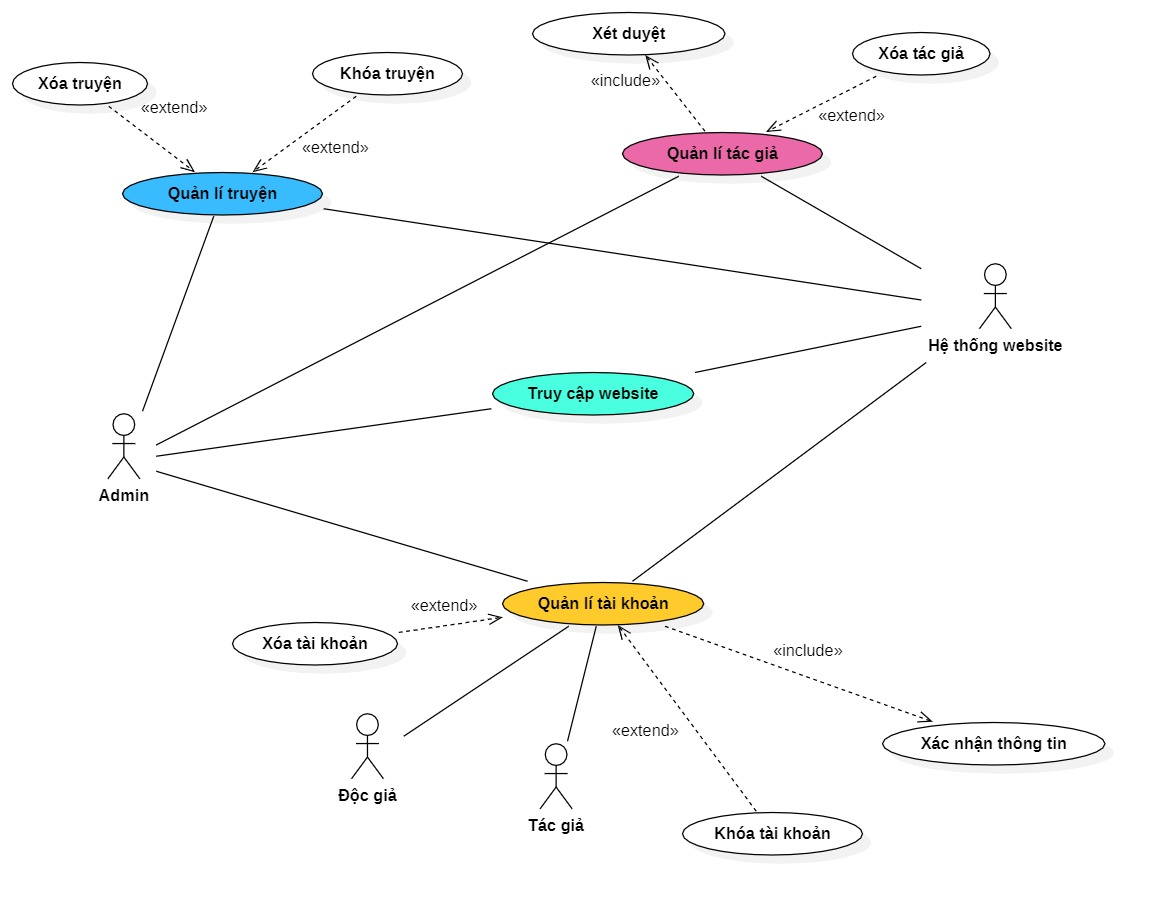 Xét duyệt
Xóa tác giả
Xóa truyện
Khóa truyện
«include»
«extend»
«extend»
«extend»
Quản lí tác giả
Quản lí truyện
Hệ thống website
Truy cập website
Admin
Quản lí tài khoản
«extend»
Xóa tài khoản
«include»
«extend»
Xác nhận thông tin
Độc giả
Tác giả
Khóa tài khoản